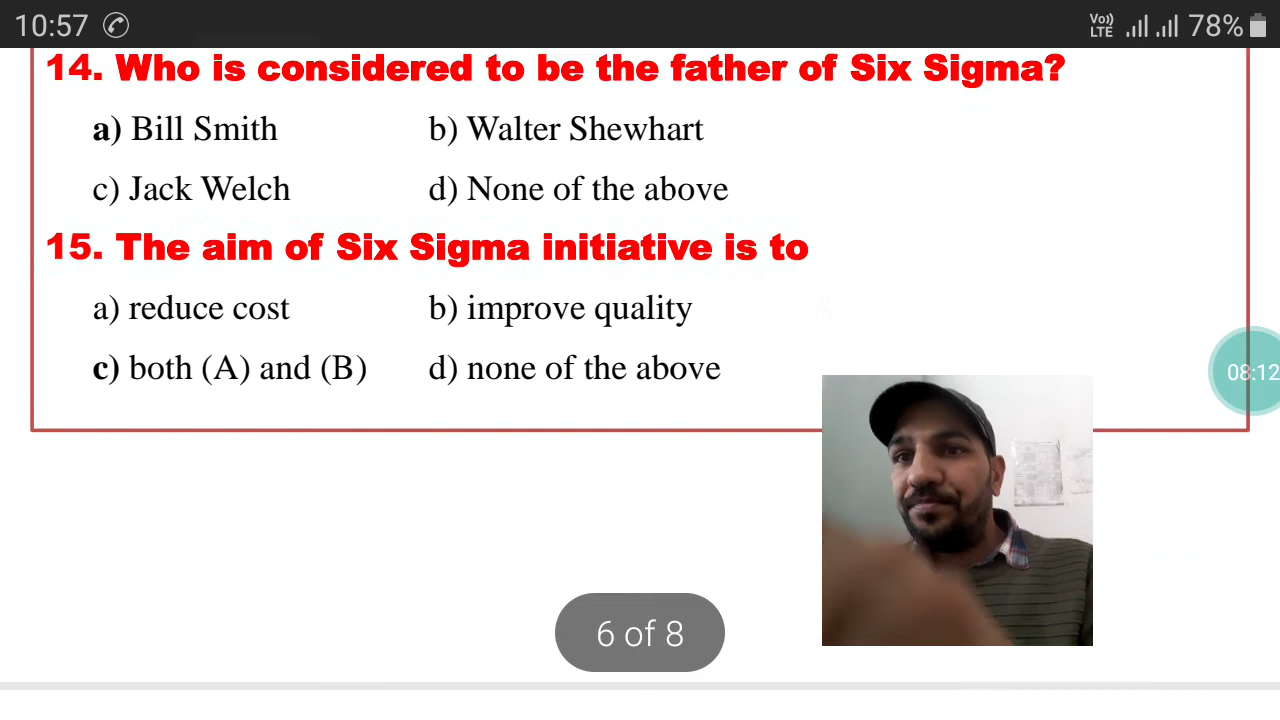 10:57 Vo)) LTE 78%
14. Who is considered to be the father of Six Sigma?
a) Bill Smith b) Walter Shewhart
c) Jack Welch d) None of the above
15. The aim of Six Sigma initiative is to
a) reduce cost b) improve quality
c) both (A) and (B) d) none of the above
08:12
6 of 8